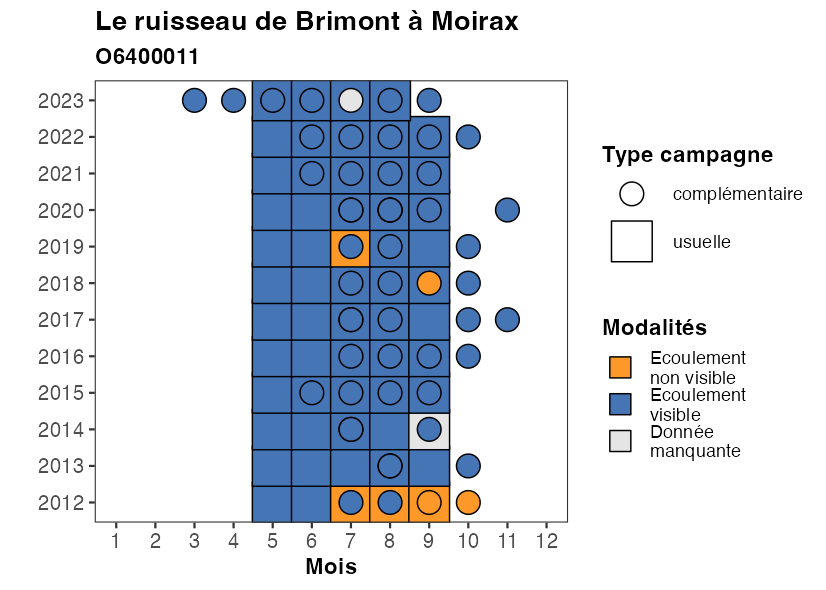 Le ruisseau de Brimont à Moirax
O6400011
2023
2022
2021
2020
2019
2018
2017
2016
2015
2014
2013
2012
1 2 3 4 5 6 7 8 9 10 11 12
Mois
Type campagne
complémentaire
usuelle
Modalités
Ecoulement
non visible
Ecoulement
visible
Donnée
manquante